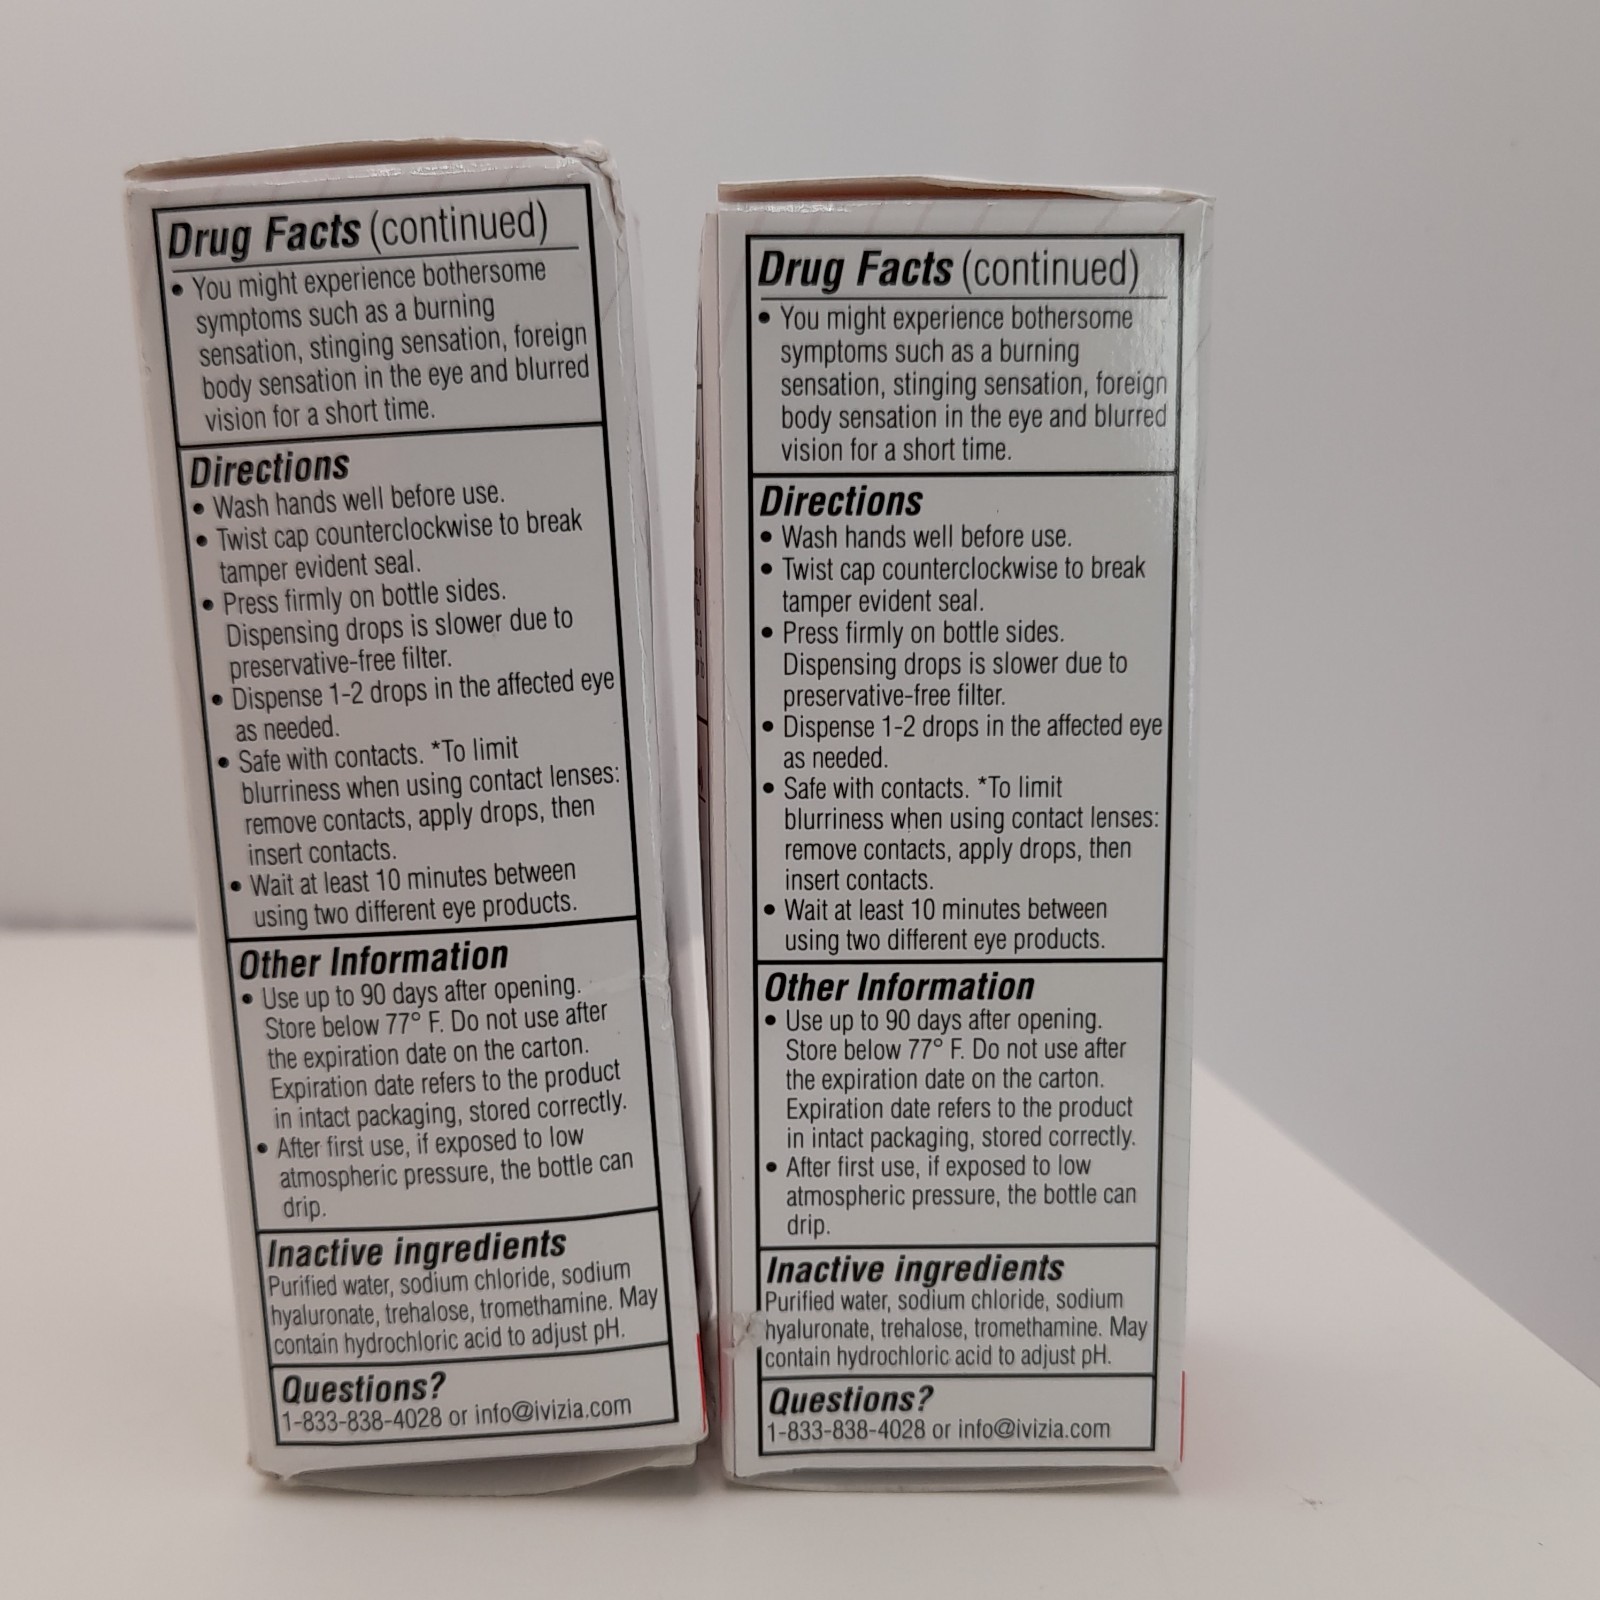 Drug Facts (continued)
• You might experience bothersome
symptoms such as a burning
sensation, stinging sensation, foreign
body sensation in the eye and blurred
vision for a short time.
Directions
• Wash hands well before use.
• Twist cap counterclockwise to break
tamper evident seal.
• Press firmly on bottle sides.
Dispensing drops is slower due to
preservative-free filter.
• Dispense 1-2 drops in the affected eye
as needed.
• Safe with contacts. *To limit
blurriness when using contact lenses:
remove contacts, apply drops, then
insert contacts.
• Wait at least 10 minutes between
using two different eye products.
Other Information
• Use up to 90 days after opening.
Store below 77° F. Do not use after
the expiration date on the carton.
Expiration date refers to the product
in intact packaging, stored correctly.
• After first use, if exposed to low
atmospheric pressure, the bottle can
drip.
Inactive ingredients
Purified water, sodium chloride, sodium
hyaluronate, trehalose, tromethamine. May
contain hydrochloric acid to adjust pH.
Questions?
1-833-838-4028 or info@ivizia.com
Drug Facts (continued)
• You might experience bothersome
symptoms such as a burning
sensation, stinging sensation, foreign
body sensation in the eye and blurred
vision for a short time.
Directions
• Wash hands well before use.
• Twist cap counterclockwise to break
tamper evident seal.
• Press firmly on bottle sides.
Dispensing drops is slower due to
preservative-free filter.
• Dispense 1-2 drops in the affected eye
as needed.
• Safe with contacts. *To limit
blurriness when using contact lenses:
remove contacts, apply drops, then
insert contacts.
• Wait at least 10 minutes between
using two different eye products.
Other Information
• Use up to 90 days after opening.
Store below 77° F. Do not use after
the expiration date on the carton.
Expiration date refers to the product
in intact packaging, stored correctly.
• After first use, if exposed to low
atmospheric pressure, the bottle can
drip.
Inactive ingredients
Purified water, sodium chloride, sodium
hyaluronate, trehalose, tromethamine. May
contain hydrochloric acid to adjust pH.
Questions?
1-833-838-4028 or info@ivizia.com